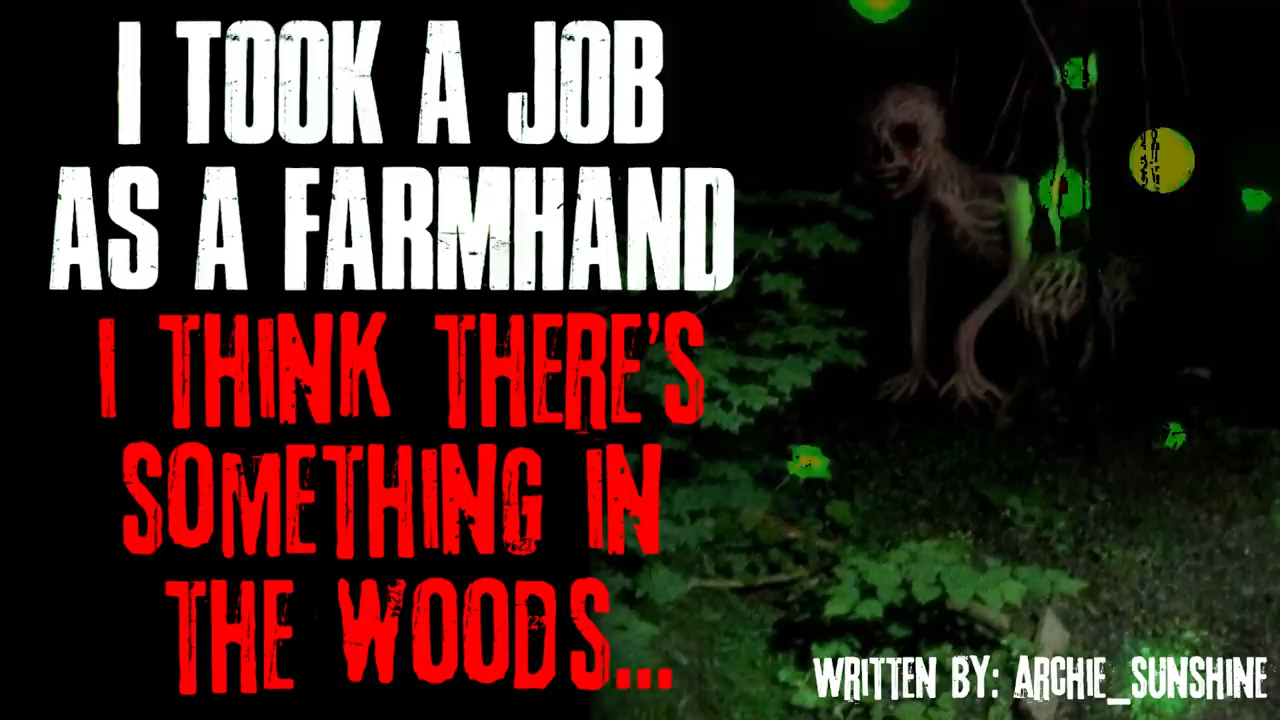 I TOOK A JOB
AS A FARMHAND
I THINK THERE'S
SOMETHING IN
THE WOODS...
WRITTEN BY: ARCHIE_SUNSHINE